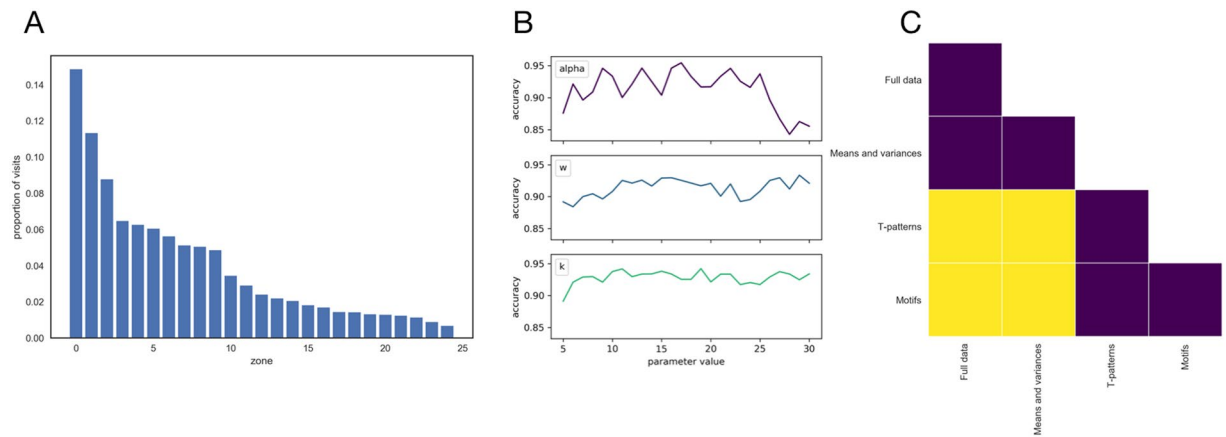 A
0.14
0.12
0.10
0.08
0.06
0.04
0.02
0.00
proportion of visits
0
5
10
15
20
25
zone
B
alpha
0.95
0.90
0.85
accuracy
w
0.95
0.90
0.85
accuracy
k
0.95
0.90
0.85
accuracy
5
10
15
20
25
30
parameter value
C
Full data
Means and variances
T-patterns
Motifs
Full data
Means and variances
T-patterns
Motifs